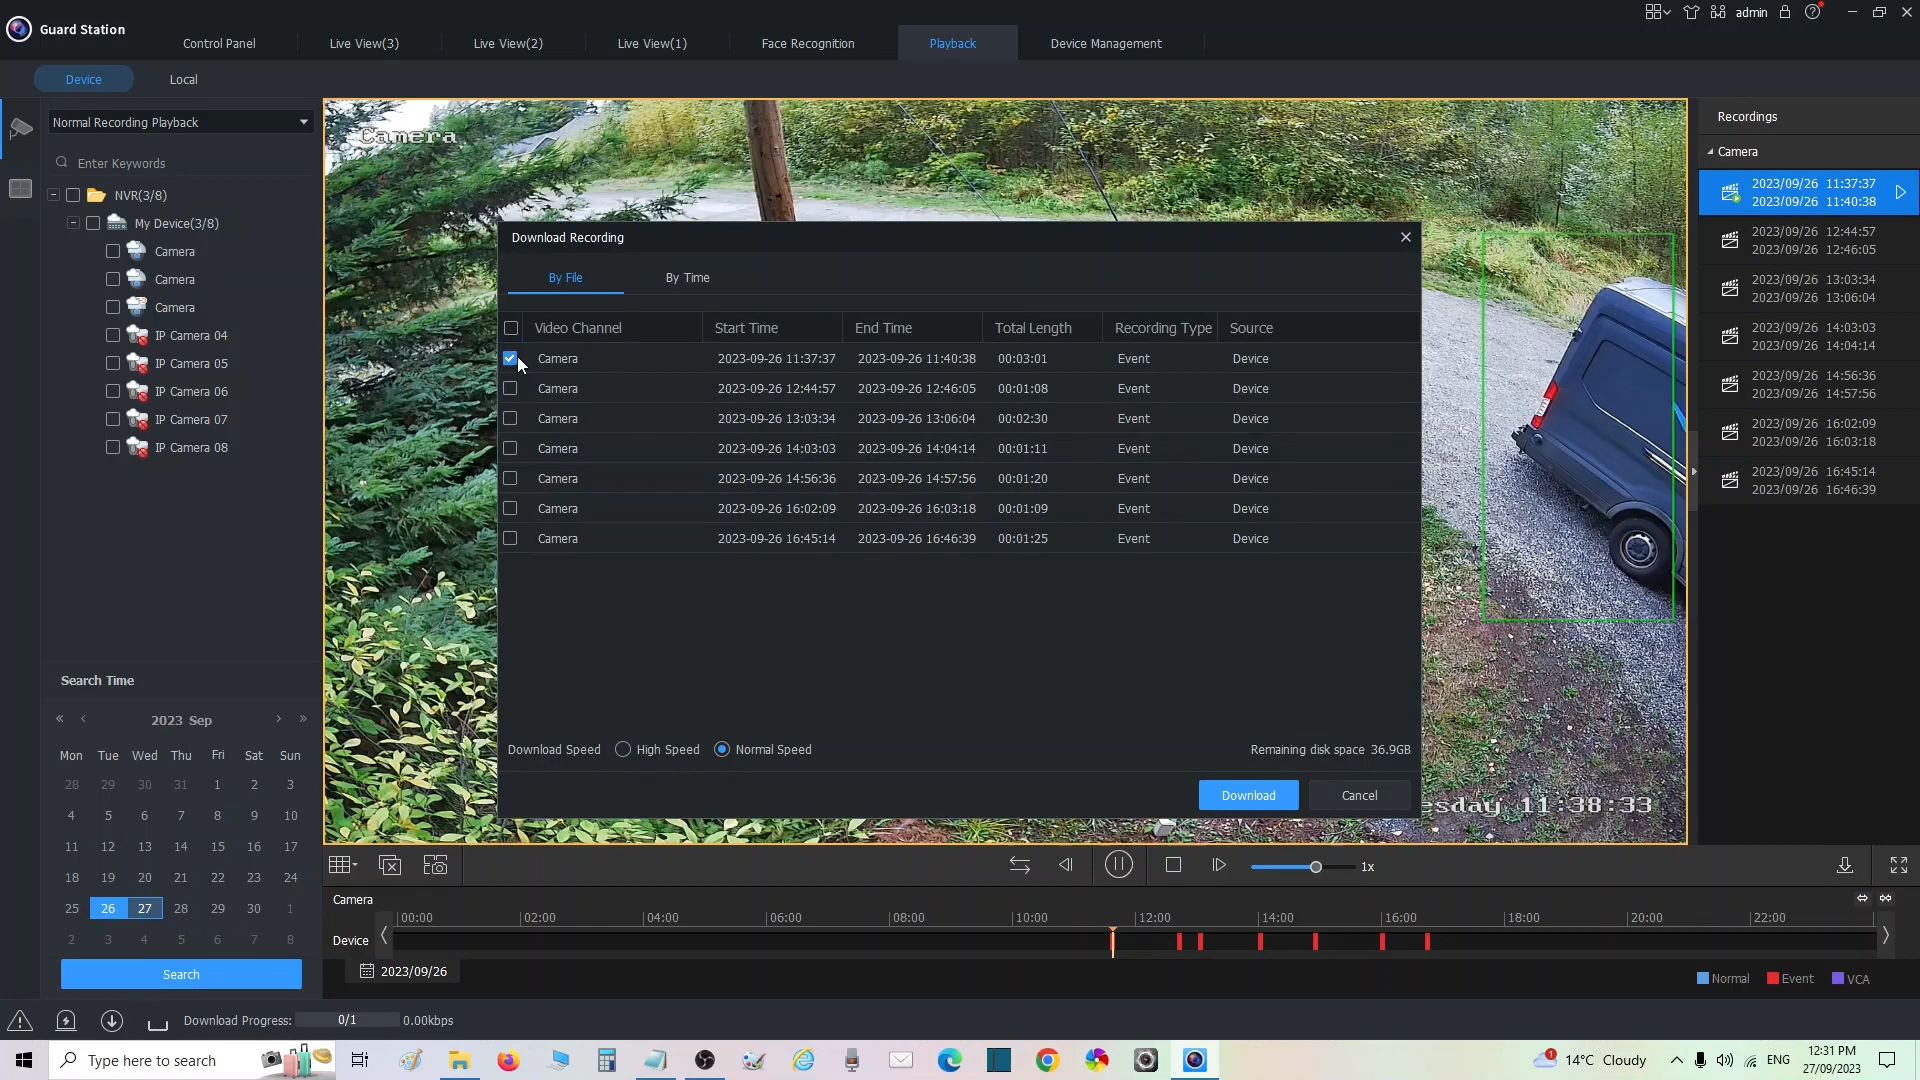 Guard Station
admin
Control Panel
Live View(3)
Live View(2)
Live View(1)
Face Recognition
Playback
Device Management
Device
Local
Normal Recording Playback
Enter Keywords
NVR(3/8)
My Device(3/8)
Camera
Camera
Camera
IP Camera 04
IP Camera 05
IP Camera 06
IP Camera 07
IP Camera 08
Search Time
2023 Sep
Mon Tue Wed Thu Fri Sat Sun
28 29 30 31 1 2 3
4 5 6 7 8 9 10
11 12 13 14 15 16 17
18 19 20 21 22 23 24
25 26 27 28 29 30 1
2 3 4 5 6 7 8
Search
Camera
Download Recording
By File By Time
Video Channel Start Time End Time Total Length Recording Type Source
Camera 2023-09-26 11:37:37 2023-09-26 11:40:38 00:03:01 Event Device
Camera 2023-09-26 12:44:57 2023-09-26 12:46:05 00:01:08 Event Device
Camera 2023-09-26 13:03:34 2023-09-26 13:06:04 00:02:30 Event Device
Camera 2023-09-26 14:03:03 2023-09-26 14:04:14 00:01:11 Event Device
Camera 2023-09-26 14:56:36 2023-09-26 14:57:56 00:01:20 Event Device
Camera 2023-09-26 16:02:09 2023-09-26 16:03:18 00:01:09 Event Device
Camera 2023-09-26 16:45:14 2023-09-26 16:46:39 00:01:25 Event Device
Download Speed High Speed Normal Speed Remaining disk space 36.9GB
Download Cancel
esday 11:38:33
Recordings
Camera
2023/09/26 11:37:37
2023/09/26 11:40:38
2023/09/26 12:44:57
2023/09/26 12:46:05
2023/09/26 13:03:34
2023/09/26 13:06:04
2023/09/26 14:03:03
2023/09/26 14:04:14
2023/09/26 14:56:36
2023/09/26 14:57:56
2023/09/26 16:02:09
2023/09/26 16:03:18
2023/09/26 16:45:14
2023/09/26 16:46:39
1x
Camera
00:00 02:00 04:00 06:00 08:00 10:00 12:00 14:00 16:00 18:00 20:00 22:00
Device
2023/09/26
Normal Event VCA
Download Progress: 0/1 0.00kbps
Type here to search
1
14°C Cloudy
ENG
12:31 PM
27/09/2023